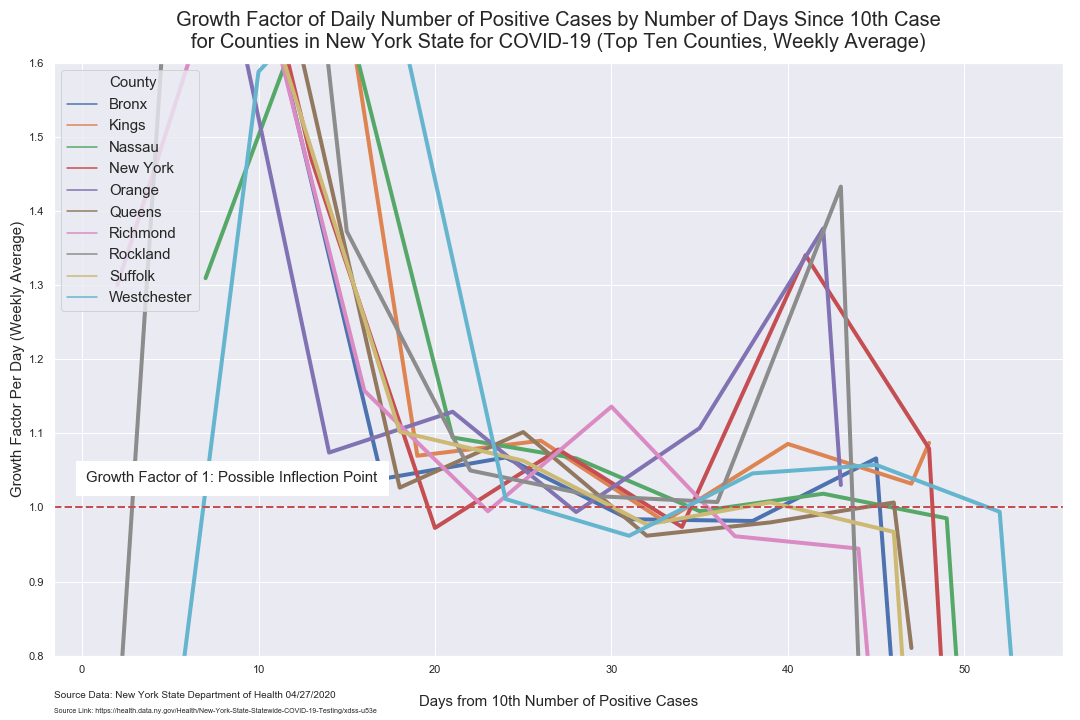 Growth Factor of Daily Number of Positive Cases by Number of Days Since 10th Case
for Counties in New York State for COVID-19 (Top Ten Counties, Weekly Average)
Growth Factor Per Day (Weekly Average)
1.6
1.5
1.4
1.3
1.2
1.1
1.0
0.9
0.8
County
Bronx
Kings
Nassau
New York
Orange
Queens
Richmond
Rockland
Suffolk
Westchester
Growth Factor of 1: Possible Inflection Point
0
10
20
30
40
50
Days from 10th Number of Positive Cases
Source Data: New York State Department of Health 04/27/2020
Source Link: https://health.data.ny.gov/Health/New-York-State-Statewide-COVID-19-Testing/xdss-u53e